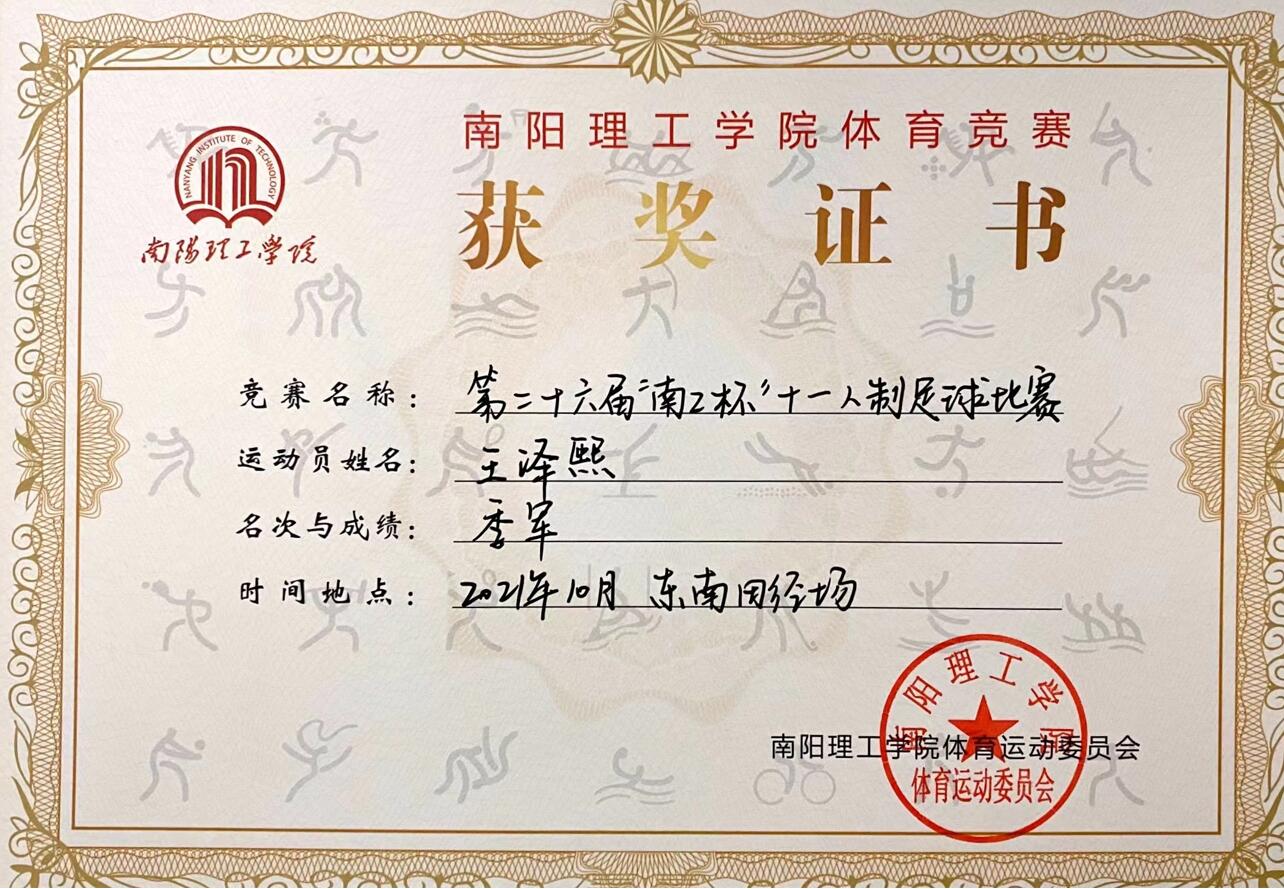 南阳理工学院体育竞赛
NANYANG INSTITUTE OF TECHNOLOGY
南陽理工学院
获奖证书
竞赛名称：第二十六届“南工杯”十一人制足球比赛
运动员姓名：王泽熙
名次与成绩：季军
时间地点：2021年10月 东南田径场
南阳理工学院体育运动委员会
南阳理工学院
体育运动委员会